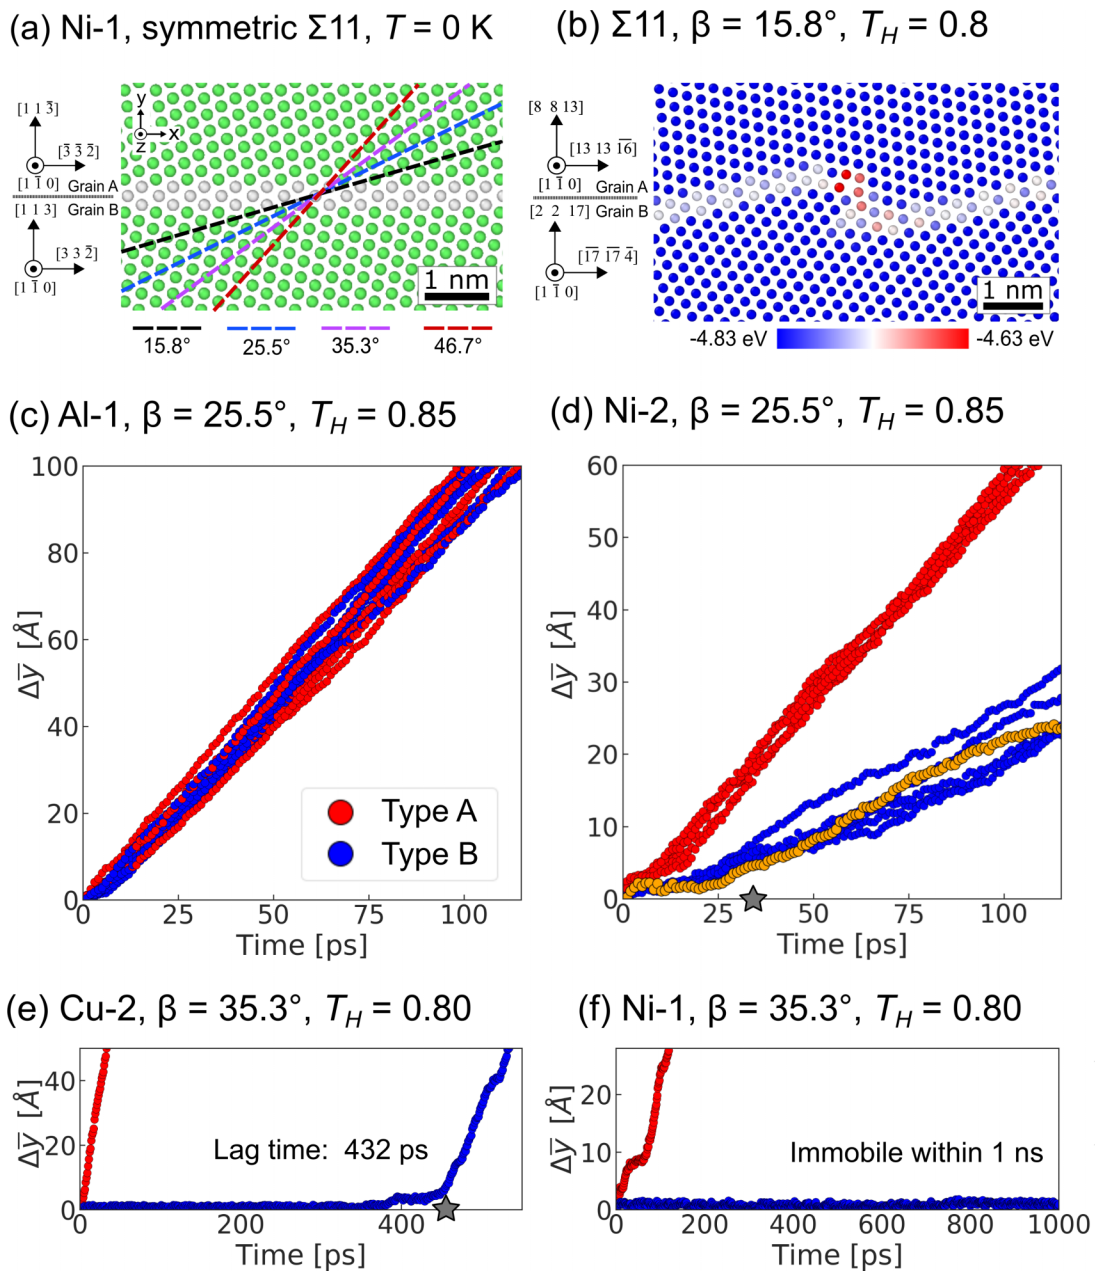 (a) Ni-1, symmetric Σ11, T = 0 K
[1 1 3̅]
[3̅ 3̅ 2̅]
[1 1̅ 0] Grain A
[1 1 3] Grain B
[3 3 2̅]
[1 1̅ 0]
y
x
z
1 nm
15.8° 25.5° 35.3° 46.7°
(b) Σ11, β = 15.8°, T_H = 0.8
[8 8 13]
[13 13 1̅6̅]
[1 1̅ 0] Grain A
[2 2 17] Grain B
[1̅7̅ 1̅7̅ 4̅]
[1 1̅ 0]
1 nm
-4.83 eV -4.63 eV
(c) Al-1, β = 25.5°, T_H = 0.85
100
80
60
40
20
0
Δy̅ [Å]
Type A
Type B
0 25 50 75 100
Time [ps]
(d) Ni-2, β = 25.5°, T_H = 0.85
60
50
40
30
20
10
0
Δy̅ [Å]
0 25 50 75 100
Time [ps]
(e) Cu-2, β = 35.3°, T_H = 0.80
40
20
0
Δy̅ [Å]
Lag time: 432 ps
0 200 400
Time [ps]
(f) Ni-1, β = 35.3°, T_H = 0.80
20
10
0
Δy̅ [Å]
Immobile within 1 ns
0 200 400 600 800 1000
Time [ps]